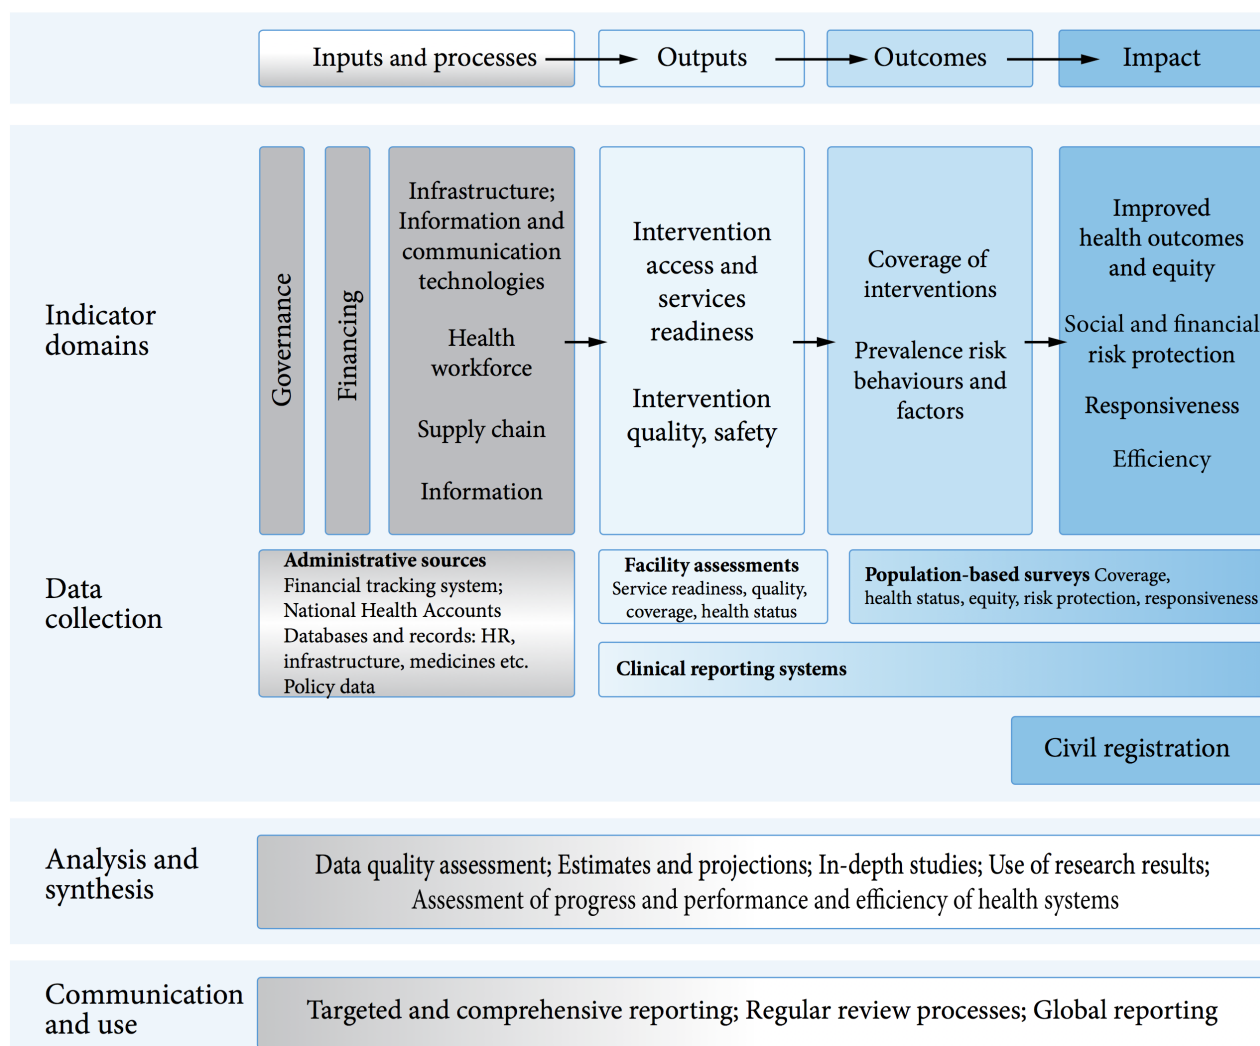 Inputs and processes
Outputs
Outcomes
Impact
Indicator
domains
Governance
Financing
Infrastructure;
Information and
communication
technologies
Health
workforce
Supply chain
Information
Intervention
access and
services
readiness
Intervention
quality, safety
Coverage of
interventions
Prevalence risk
behaviours and
factors
Improved
health outcomes
and equity
Social and financial
risk protection
Responsiveness
Efficiency
Data
collection
Administrative sources
Financial tracking system;
National Health Accounts
Databases and records: HR,
infrastructure, medicines etc.
Policy data
Facility assessments
Service readiness, quality,
coverage, health status
Population-based surveys Coverage,
health status, equity, risk protection, responsiveness
Clinical reporting systems
Civil registration
Analysis and
synthesis
Data quality assessment; Estimates and projections; In-depth studies; Use of research results;
Assessment of progress and performance and efficiency of health systems
Communication
and use
Targeted and comprehensive reporting; Regular review processes; Global reporting